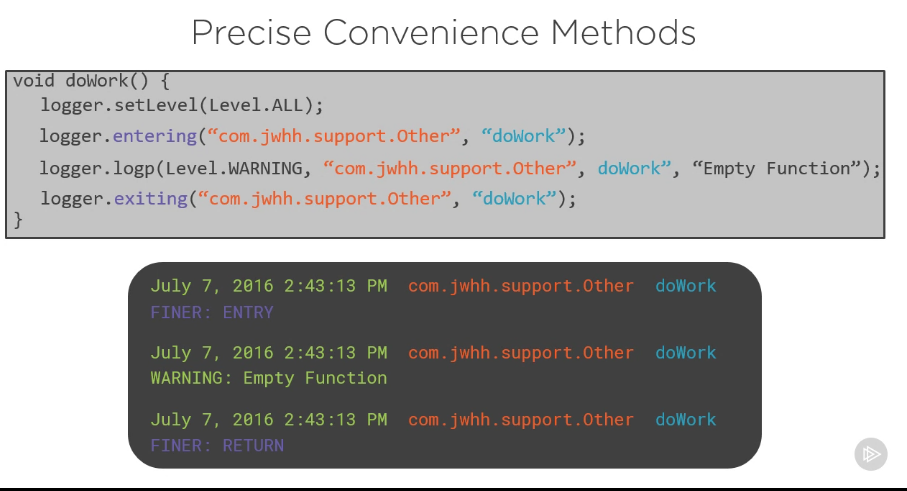 Precise Convenience Methods
void doWork() {
logger.setLevel(Level.ALL);
logger.entering(“com.jwhh.support.Other”, “doWork”);
logger.logp(Level.WARNING, “com.jwhh.support.Other”, doWork”, “Empty Function”);
logger.exiting(“com.jwhh.support.Other”, “doWork”);
}
July 7, 2016 2:43:13 PM com.jwhh.support.Other doWork
FINER: ENTRY
July 7, 2016 2:43:13 PM com.jwhh.support.Other doWork
WARNING: Empty Function
July 7, 2016 2:43:13 PM com.jwhh.support.Other doWork
FINER: RETURN